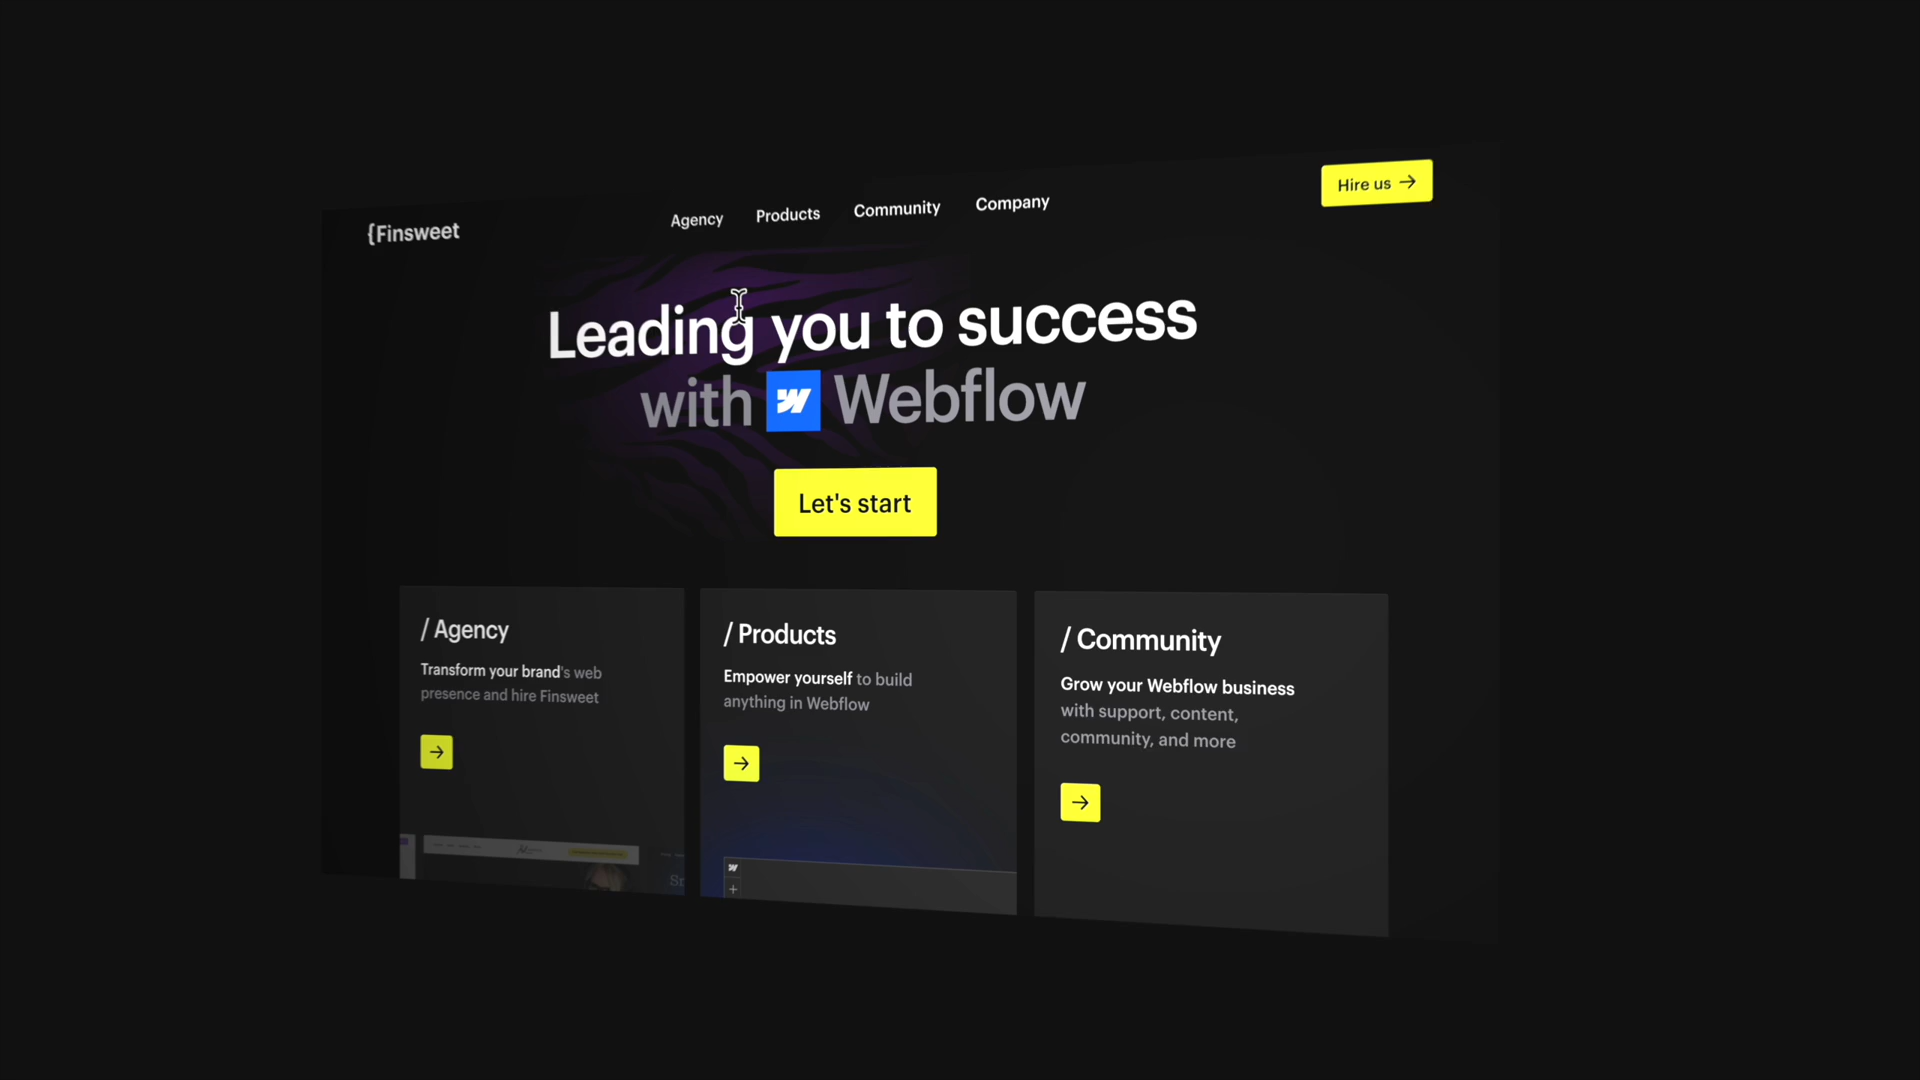 {Finsweet
Agency Products Community Company
Hire us →
Leading you to success
with Webflow
Let's start
/ Agency
Transform your brand's web
presence and hire Finsweet
→
/ Products
Empower yourself to build
anything in Webflow
→
/ Community
Grow your Webflow business
with support, content,
community, and more
→